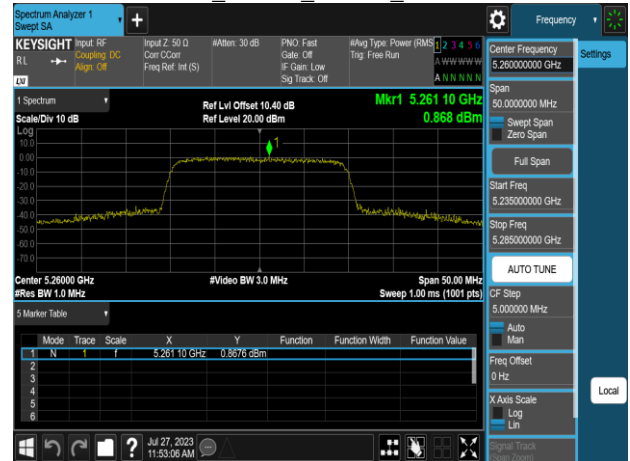 Spectrum Analyzer 1
Swept SA
Frequency
KEYSIGHT
RL
LXI
Input: RF
Coupling: DC
Align: Off
Input Z: 50 Ω
Corr CCorr
Freq Ref: Int (S)
#Atten: 30 dB
PNO: Fast
Gate: Off
IF Gain: Low
Sig Track: Off
#Avg Type: Power (RMS
Trig: Free Run
1 2 3 4 5 6
A W W W W W
A N N N N N
1 Spectrum
Scale/Div 10 dB
Ref Lvl Offset 10.40 dB
Ref Level 20.00 dBm
Mkr1 5.261 10 GHz
0.868 dBm
Log
10.0
0.00
-10.0
-20.0
-30.0
-40.0
-50.0
-60.0
-70.0
1
Center 5.26000 GHz
#Res BW 1.0 MHz
#Video BW 3.0 MHz
Span 50.00 MHz
Sweep 1.00 ms (1001 pts)
5 Marker Table
Mode Trace Scale X Y Function Function Width Function Value
1 N 1 f 5.261 10 GHz 0.8676 dBm
2
3
4
5
6
Jul 27, 2023
11:53:06 AM
Center Frequency
5.260000000 GHz
Span
50.0000000 MHz
Swept Span
Zero Span
Full Span
Start Freq
5.235000000 GHz
Stop Freq
5.285000000 GHz
AUTO TUNE
CF Step
5.000000 MHz
Auto
Man
Freq Offset
0 Hz
X Axis Scale
Log
Lin
Signal Track
(Span Zoom)
Settings
Local